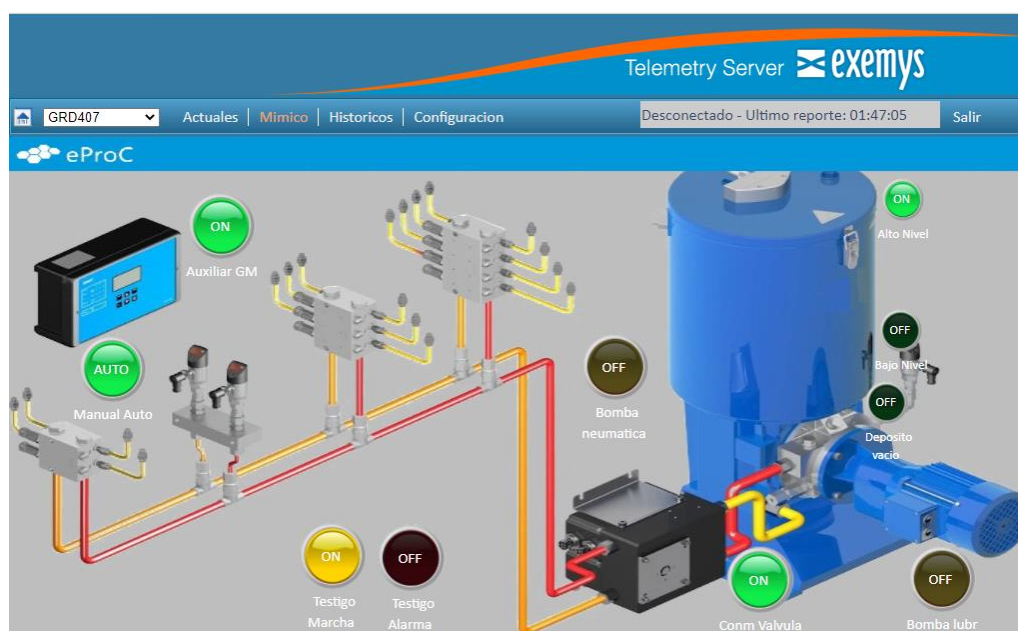 Telemetry Server exemys
GRD407 Actuales | Mimico | Historicos | Configuracion Desconectado - Ultimo reporte: 01:47:05 Salir
eProC
ON
Auxiliar GM
AUTO
Manual Auto
ON
Alto Nivel
OFF
Bajo Nivel
OFF
Deposito
vacio
OFF
Bomba
neumatica
ON
Testigo
Marcha
OFF
Testigo
Alarma
ON
Conm Valvula
OFF
Bomba lubr